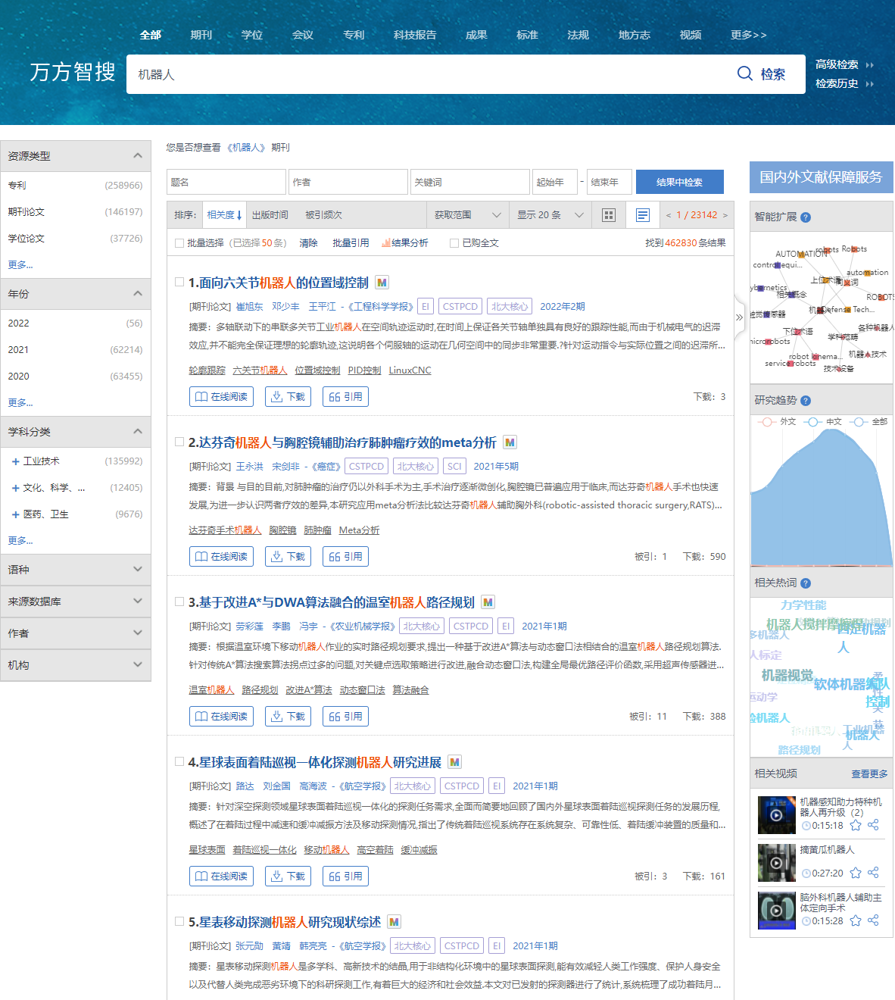 全部 期刊 学位 会议 专利 科技报告 成果 标准 法规 地方志 视频 更多>>
万方智搜
机器人
检索
高级检索
检索历史
资源类型
专利 (258966)
期刊论文 (146197)
学位论文 (37726)
更多...
年份
2022 (56)
2021 (62214)
2020 (63455)
更多...
学科分类
工业技术 (135992)
文化、科学、... (12405)
医药、卫生 (9676)
更多...
语种
来源数据库
作者
机构
您是否想查看《机器人》 期刊
题名 作者 关键词 起始年 - 结束年 结果中检索
排序: 相关度 出版时间 被引频次 获取范围 显示 20 条 < 1 / 23142 >
批量选择 (已选择 50 条) 清除 批量引用 结果分析 已购全文 找到 462830 条结果
1.面向六关节机器人的位置域控制 M
[期刊论文] 崔旭东 邓少丰 王平江 -《工程科学学报》 EI CSTPCD 北大核心 2022年2期
摘要：多轴联动下的串联多关节工业机器人在空间轨迹运动时,在时间上保证各关节轴单独具有良好的跟踪性能,而由于机械电气的迟滞
效应,并不能完全保证理想的轮廓轨迹,这说明各个伺服轴的运动在几何空间中的同步非常重要.?针对运动指令与实际位置之间的迟滞所...
轮廓跟踪 六关节机器人 位置域控制 PID控制 LinuxCNC
在线阅读 下载 引用 下载：3
2.达芬奇机器人与胸腔镜辅助治疗肺肿瘤疗效的meta分析 M
[期刊论文] 王永洪 宋剑非 -《癌症》 CSTPCD 北大核心 SCI 2021年5期
摘要：背景 与目的目前,对肺肿瘤的治疗仍以外科手术为主,手术治疗逐渐微创化,胸腔镜已普遍应用于临床,而达芬奇机器人手术也快速
发展,为进一步认识两者疗效的差异,本研究应用meta分析法比较达芬奇机器人辅助胸外科(robotic-assisted thoracic surgery,RATS)...
达芬奇手术机器人 胸腔镜 肺肿瘤 Meta分析
在线阅读 下载 引用 被引：1 下载：590
3.基于改进A*与DWA算法融合的温室机器人路径规划 M
[期刊论文] 劳彩莲 李鹏 冯宇 -《农业机械学报》 北大核心 CSTPCD EI 2021年1期
摘要：根据温室环境下移动机器人作业的实时路径规划要求,提出一种基于改进A*算法与动态窗口法相结合的温室机器人路径规划算法.
针对传统A*算法搜索算法拐点过多的问题,对关键点选取策略进行改进,融合动态窗口法,构建全局最优路径评价函数,采用超声传感器进...
温室机器人 路径规划 改进A*算法 动态窗口法 算法融合
在线阅读 下载 引用 被引：11 下载：388
4.星球表面着陆巡视一体化探测机器人研究进展 M
[期刊论文] 路达 刘金国 高海波 -《航空学报》 北大核心 CSTPCD EI 2021年1期
摘要：针对深空探测领域星球表面着陆巡视一体化的探测任务需求,全面而简要地回顾了国内外星球表面着陆巡视探测任务的发展历程,
概述了在着陆过程中减速和缓冲减振方法及移动探测情况,指出了传统着陆巡视系统存在系统复杂、可靠性低、着陆缓冲装置的质量和...
星球表面 着陆巡视一体化 移动机器人 高空着陆 缓冲减振
在线阅读 下载 引用 被引：3 下载：161
5.星表移动探测机器人研究现状综述 M
[期刊论文] 张元勋 黄靖 韩亮亮 -《航空学报》 北大核心 CSTPCD EI 2021年1期
摘要：星表移动探测机器人是多学科、高新技术的结晶,用于非结构化环境中的星球表面探测,能有效减轻人类工作强度、保护人身安全
以及代替人类完成恶劣环境下的科研探测工作,有着巨大的经济和社会效益.本文对已发射的探测器进行了统计,系统梳理了成功着陆月...
国内外文献保障服务
智能扩展 ?
AUTOMATION robots Robots
control equi...
上位术语 automation
同义词
ybernetics
相关概念 ROBOTS
Defense Tech...
触觉传感器
下位术语 各种机器人
学科范畴
microrobots
robot kinema... 机器人技术
service robots 技术设备
研究趋势 ?
外文 中文 全部
相关热词 ?
力学性能
机器人搅拌摩擦焊
四足机器人
多机器人
人标定
机器视觉
软体机器人
编队控制
柔性关节
运动学
验机器人
工业机器人
机器人
路径规划
相关视频 查看更多
机器感知助力特种机
器人再升级（2）
0:15:18
摘黄瓜机器人
0:27:20
脑外科机器人辅助主
体定向手术
0:15:28